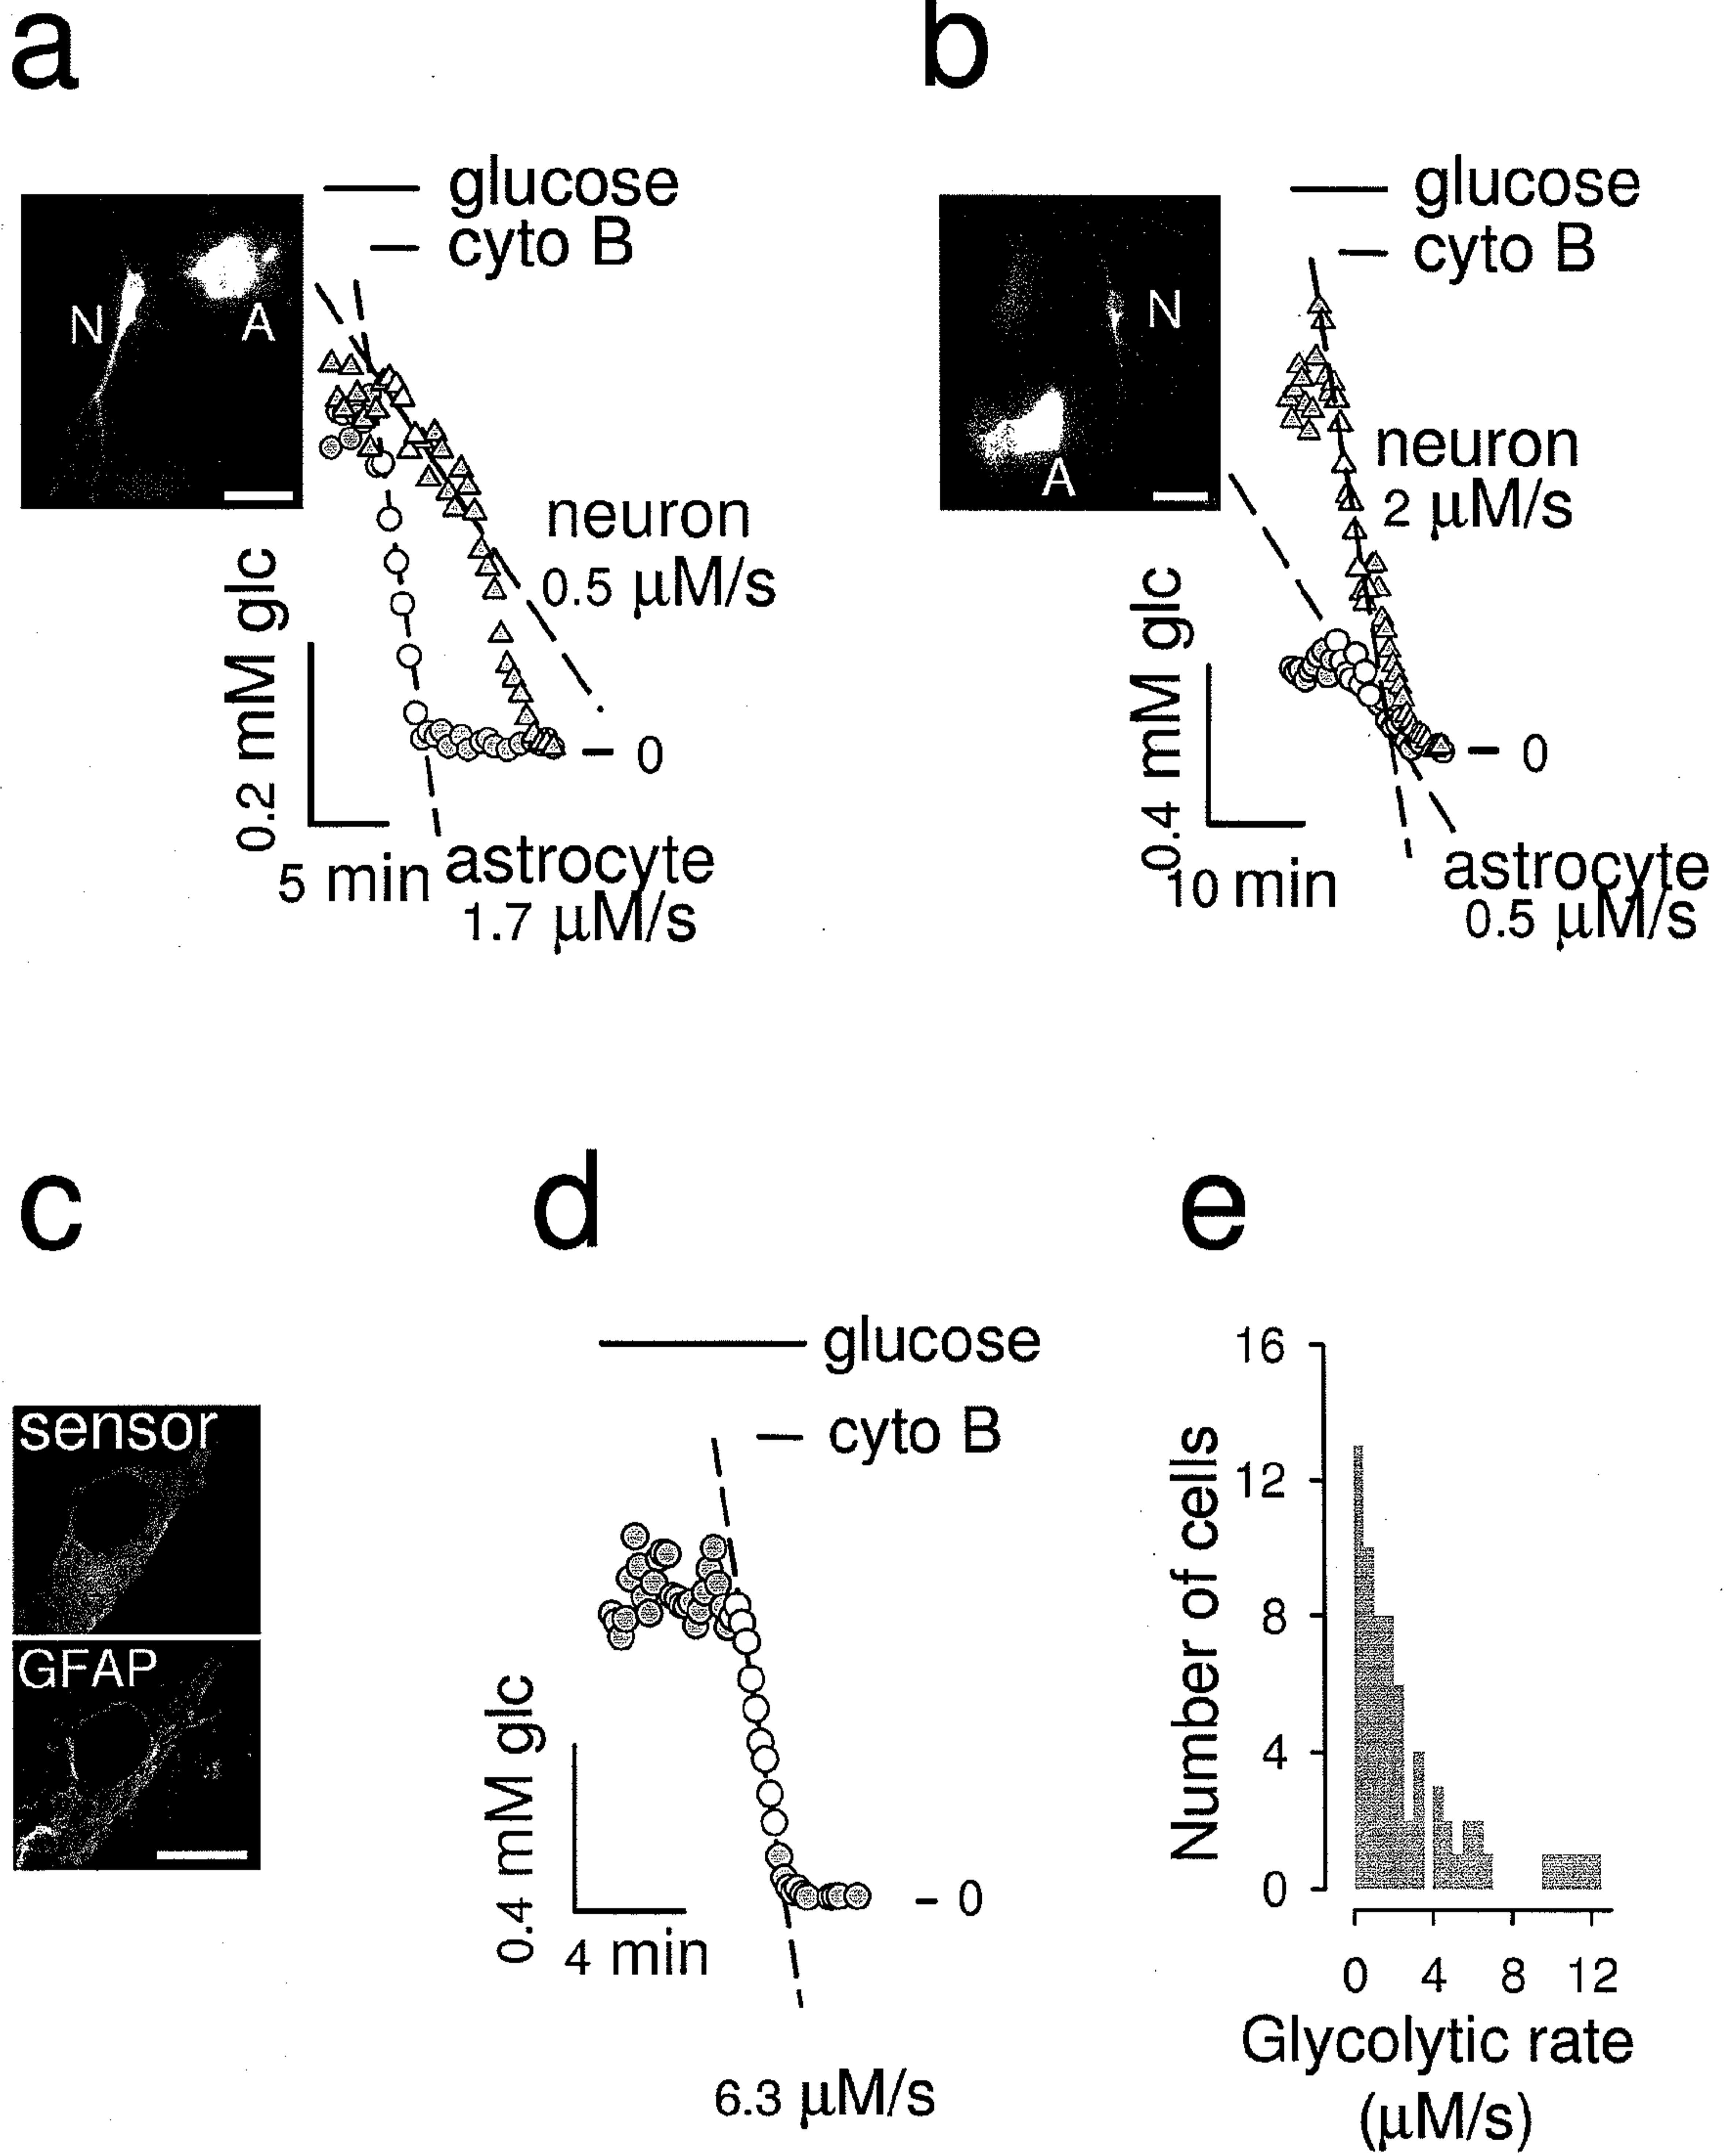 a
glucose
cyto B
N
A
neuron
0.5 µM/s
0.2 mM glc
0
5 min
astrocyte
1.7 µM/s
b
glucose
cyto B
N
A
neuron
2 µM/s
0.4 mM glc
0
10 min
astrocyte
0.5 µM/s
c
sensor
GFAP
d
glucose
cyto B
0.4 mM glc
0
4 min
6.3 µM/s
e
16
12
8
4
0
Number of cells
0 4 8 12
Glycolytic rate
(µM/s)